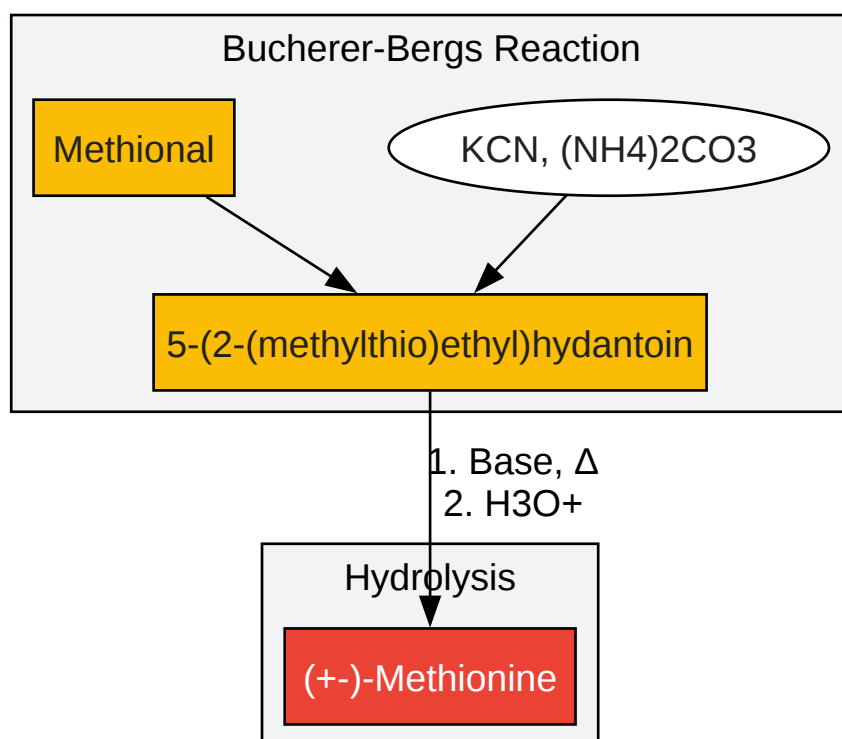 Bucherer-Bergs Reaction
Methional
KCN, (NH4)2CO3
5-(2-(methylthio)ethyl)hydantoin
1. Base, Δ
2. H3O+
Hydrolysis
(+-)-Methionine